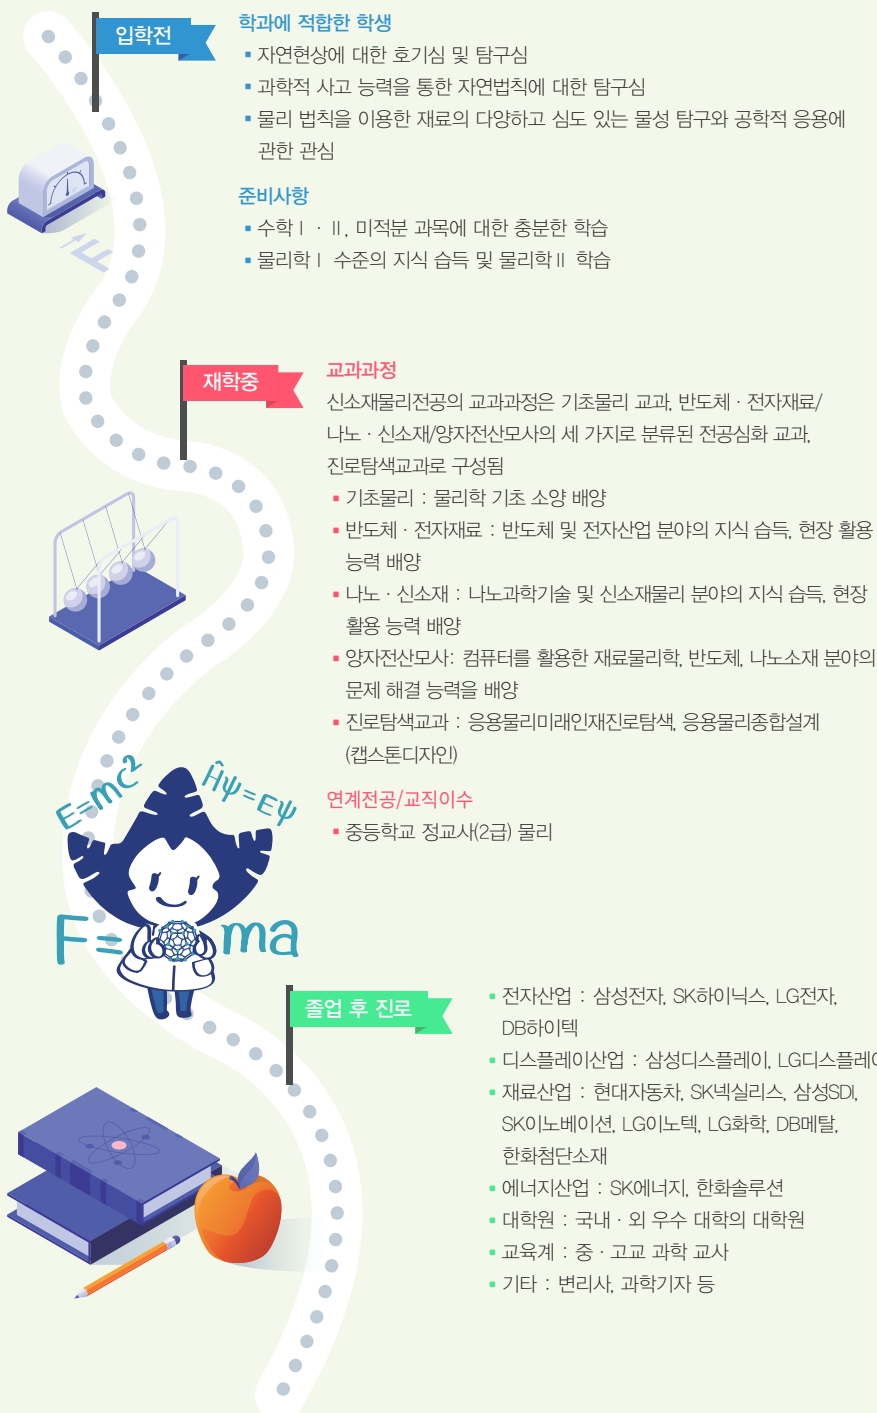 입학전
학과에 적합한 학생
▪ 자연현상에 대한 호기심 및 탐구심
▪ 과학적 사고 능력을 통한 자연법칙에 대한 탐구심
▪ 물리 법칙을 이용한 재료의 다양하고 심도 있는 물성 탐구와 공학적 응용에
관한 관심
준비사항
▪ 수학Ⅰ · Ⅱ, 미적분 과목에 대한 충분한 학습
▪ 물리학Ⅰ 수준의 지식 습득 및 물리학Ⅱ 학습
E
재학중
교과과정
신소재물리전공의 교과과정은 기초물리 교과, 반도체 · 전자재료/
나노 · 신소재/양자전산모사의 세 가지로 분류된 전공심화 교과,
진로탐색교과로 구성됨
▪ 기초물리 : 물리학 기초 소양 배양
▪ 반도체 · 전자재료 : 반도체 및 전자산업 분야의 지식 습득, 현장 활용
능력 배양
▪ 나노 · 신소재 : 나노과학기술 및 신소재물리 분야의 지식 습득, 현장
활용 능력 배양
▪ 양자전산모사: 컴퓨터를 활용한 재료물리학, 반도체, 나노소재 분야의
문제 해결 능력을 배양
▪ 진로탐색교과 : 응용물리미래인재진로탐색, 응용물리종합설계
(캡스톤디자인)
연계전공/교직이수
▪ 중등학교 정교사(2급) 물리
E=mc²
Ĥψ=Eψ
F= ma
졸업 후 진로
▪ 전자산업 : 삼성전자, SK하이닉스, LG전자,
DB하이텍
▪ 디스플레이산업 : 삼성디스플레이, LG디스플레이
▪ 재료산업 : 현대자동차, SK넥실리스, 삼성SDI,
SK이노베이션, LG이노텍, LG화학, DB메탈,
한화첨단소재
▪ 에너지산업 : SK에너지, 한화솔루션
▪ 대학원 : 국내 · 외 우수 대학의 대학원
▪ 교육계 : 중 · 고교 과학 교사
▪ 기타 : 변리사, 과학기자 등